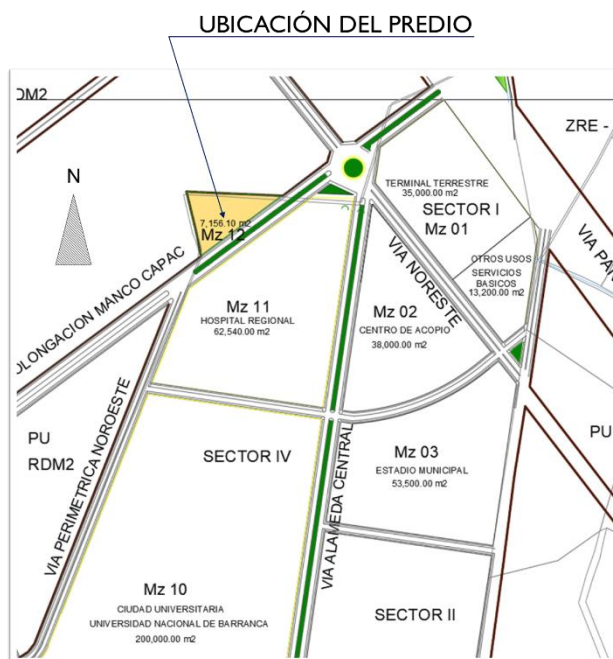 UBICACIÓN DEL PREDIO
DM2
ZRE -
N
TERMINAL TERRESTRE
35,000.00 m2
SECTOR I
Mz 01
7,156.10 m2
Mz 12
OLONGACION MANCO CAPAC
VIA NORESTE
OTROS USOS
SERVICIOS
BASICOS
13,200.00 m2
VIA PAN
Mz 11
HOSPITAL REGIONAL
62,540.00 m2
Mz 02
CENTRO DE ACOPIO
38,000.00 m2
PU
RDM2
VIA PERIMETRICA NOROESTE
SECTOR IV
VIA ALAMEDA CENTRAL
Mz 03
ESTADIO MUNICIPAL
53,500.00 m2
PU
Mz 10
CIUDAD UNIVERSITARIA
UNIVERSIDAD NACIONAL DE BARRANCA
200,000.00 m2
SECTOR II